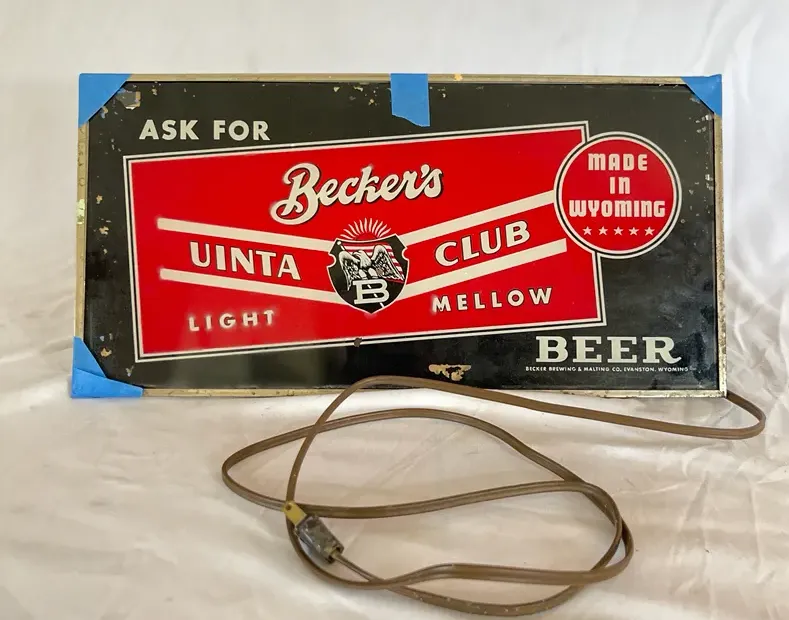 ASK FOR
Becker's
MADE
IN
WYOMING
UINTA CLUB
B
LIGHT MELLOW
BEER
BECKER BREWING & MALTING CO. EVANSTON, WYOMING